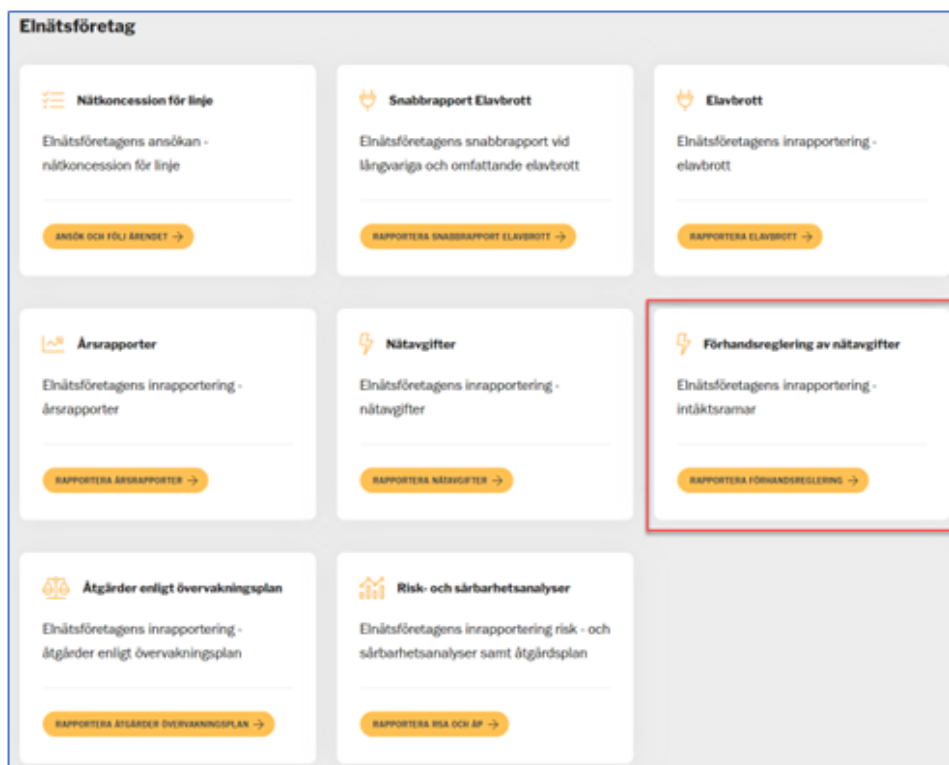 Elnätsföretag
Nätkoncession för linje
Elnätsföretagens ansökan -
nätkoncession för linje
ANSÖK OCH FÖLJ ÄRENDET →
Snabbrapport Elavbrott
Elnätsföretagens snabbrapport vid
långvariga och omfattande elavbrott
RAPPORTERA SNABBRAPPORT ELAVBROTT →
Elavbrott
Elnätsföretagens inrapportering -
elavbrott
RAPPORTERA ELAVBROTT →
Årsrapporter
Elnätsföretagens inrapportering -
årsrapporter
RAPPORTERA ÅRSRAPPORTER →
Nätavgifter
Elnätsföretagens inrapportering -
nätavgifter
RAPPORTERA NÄTAVGIFTER →
Förhandsreglering av nätavgifter
Elnätsföretagens inrapportering -
intäktsramar
RAPPORTERA FÖRHANDSREGLERING →
Åtgärder enligt övervakningsplan
Elnätsföretagens inrapportering -
åtgärder enligt övervakningsplan
RAPPORTERA ÅTGÄRDER ÖVERVAKNINGSPLAN →
Risk- och sårbarhetsanalyser
Elnätsföretagens inrapportering risk - och
sårbarhetsanalyser samt åtgärdsplan
RAPPORTERA RSA OCH ÅP →